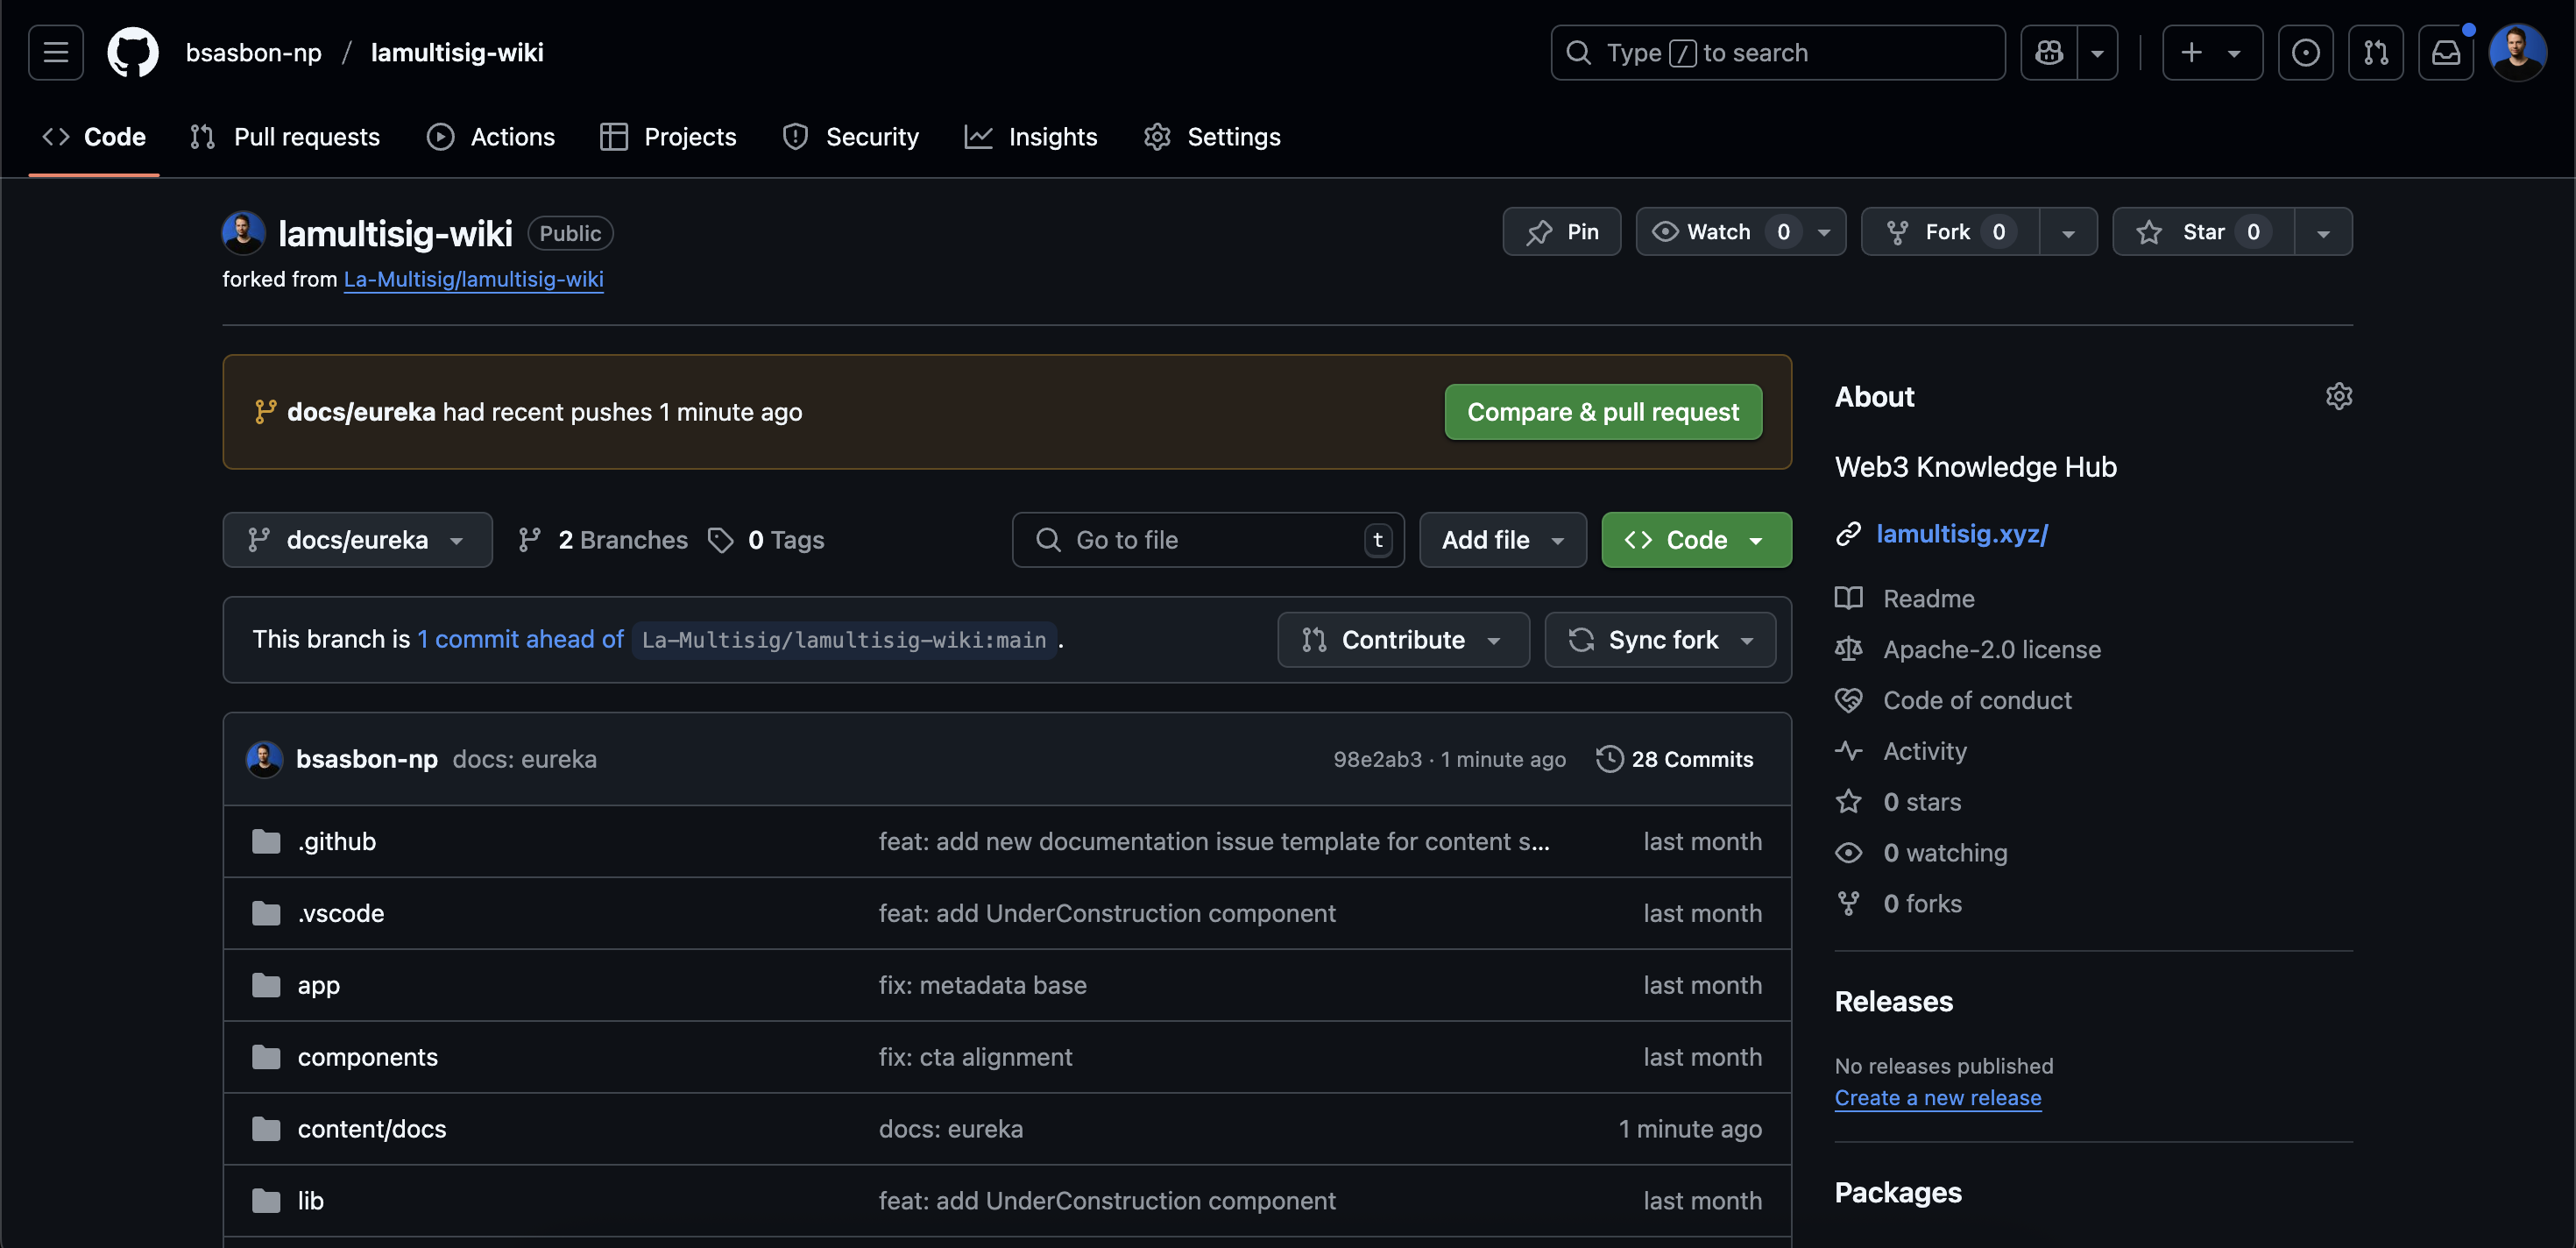 bsasbon-np / lamultisig-wiki
Type / to search
Code Pull requests Actions Projects Security Insights Settings
lamultisig-wiki Public
Pin Watch 0 Fork 0 Star 0
forked from La-Multisig/lamultisig-wiki
docs/eureka had recent pushes 1 minute ago
Compare & pull request
docs/eureka 2 Branches 0 Tags
Go to file t Add file Code
This branch is 1 commit ahead of La-Multisig/lamultisig-wiki:main .
Contribute Sync fork
bsasbon-np docs: eureka 98e2ab3 · 1 minute ago 28 Commits
.github feat: add new documentation issue template for content s... last month
.vscode feat: add UnderConstruction component last month
app fix: metadata base last month
components fix: cta alignment last month
content/docs docs: eureka 1 minute ago
lib feat: add UnderConstruction component last month
About
Web3 Knowledge Hub
lamultisig.xyz/
Readme
Apache-2.0 license
Code of conduct
Activity
0 stars
0 watching
0 forks
Releases
No releases published
Create a new release
Packages